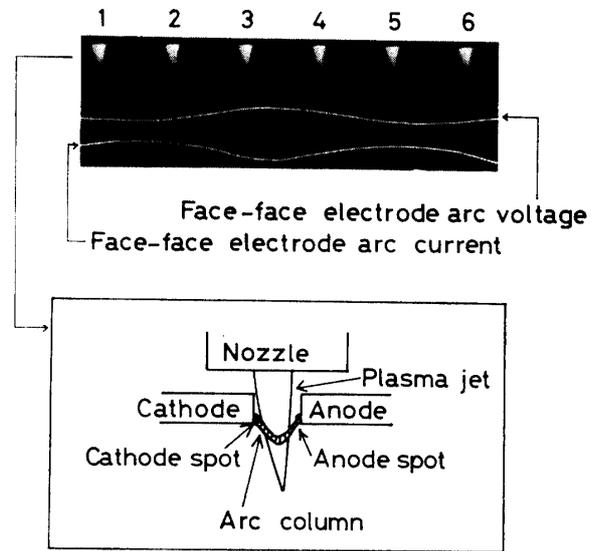 1 2 3 4 5 6
Face-face electrode arc voltage
Face-face electrode arc current
Nozzle
Plasma jet
Cathode Anode
Cathode spot Anode spot
Arc column